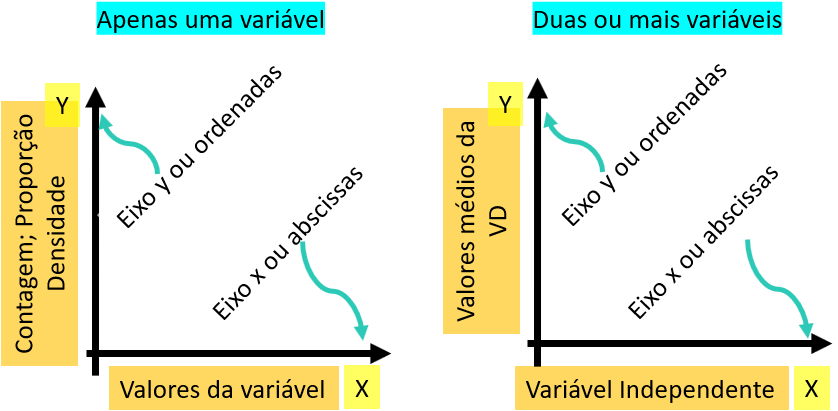 Apenas uma variável
Y
Contagem; Proporção
Densidade
Eixo y ou ordenadas
Eixo x ou abscissas
Valores da variável
X
Duas ou mais variáveis
Y
Valores médios da
VD
Eixo y ou ordenadas
Eixo x ou abscissas
Variável Independente
X